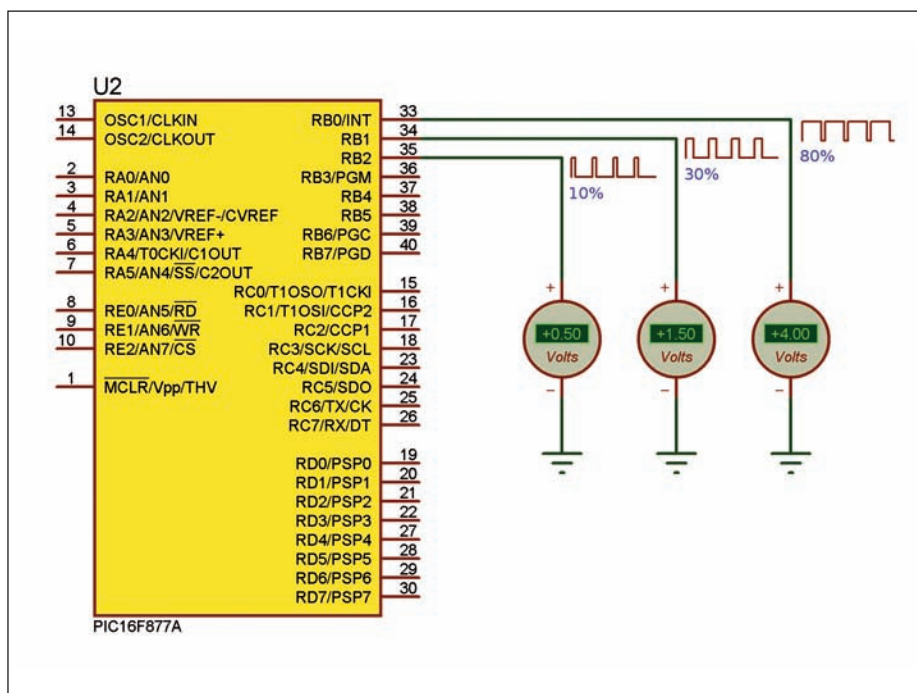 U2
13 OSC1/CLKIN RB0/INT 33
14 OSC2/CLKOUT RB1 34
RB2 35
2 RA0/AN0 RB3/PGM 36
3 RA1/AN1 RB4 37
4 RA2/AN2/VREF-/CVREF RB5 38
5 RA3/AN3/VREF+ RB6/PGC 39
6 RA4/T0CKI/C1OUT RB7/PGD 40
7 RA5/AN4/SS/C2OUT
RC0/T1OSO/T1CKI 15
8 RE0/AN5/RD RC1/T1OSI/CCP2 16
9 RE1/AN6/WR RC2/CCP1 17
10 RE2/AN7/CS RC3/SCK/SCL 18
RC4/SDI/SDA 23
1 MCLR/Vpp/THV RC5/SDO 24
RC6/TX/CK 25
RC7/RX/DT 26
RD0/PSP0 19
RD1/PSP1 20
RD2/PSP2 21
RD3/PSP3 22
RD4/PSP4 27
RD5/PSP5 28
RD6/PSP6 29
RD7/PSP7 30
PIC16F877A
10%
30%
80%
+
+0.50
Volts
−
+
+1.50
Volts
−
+
+4.00
Volts
−